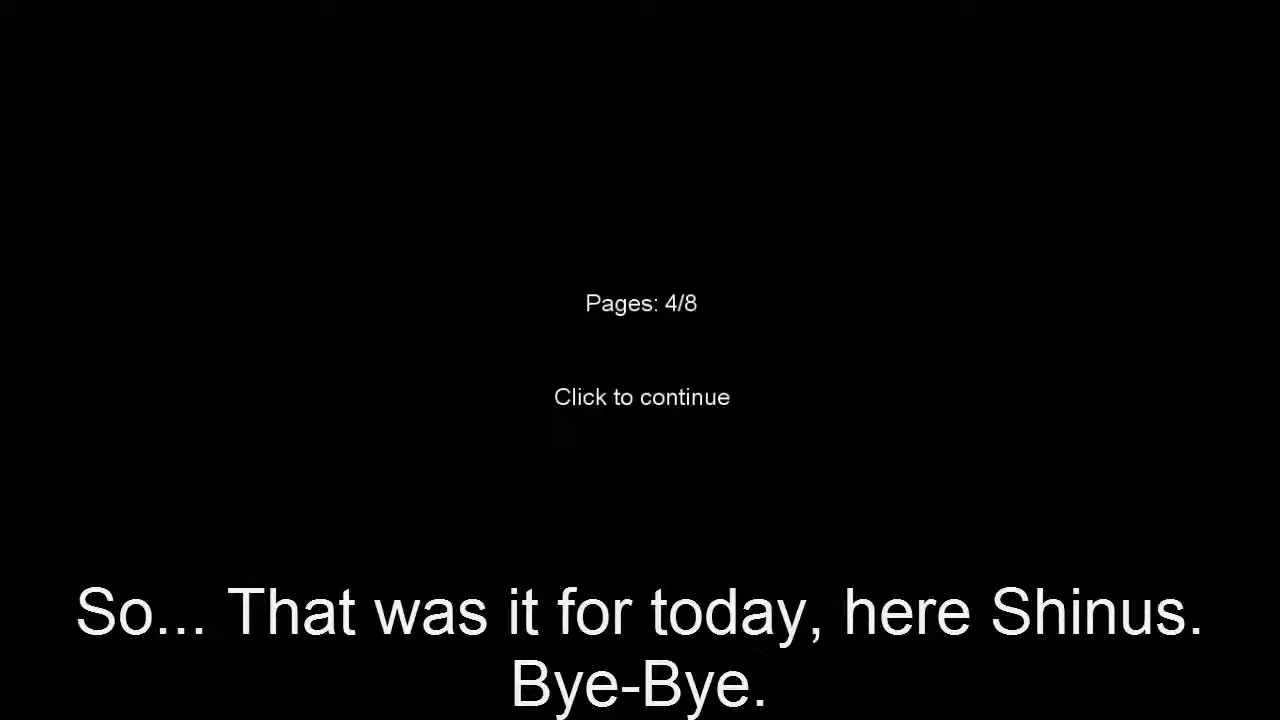 Pages: 4/8
Click to continue
So... That was it for today, here Shinus.
Bye-Bye.